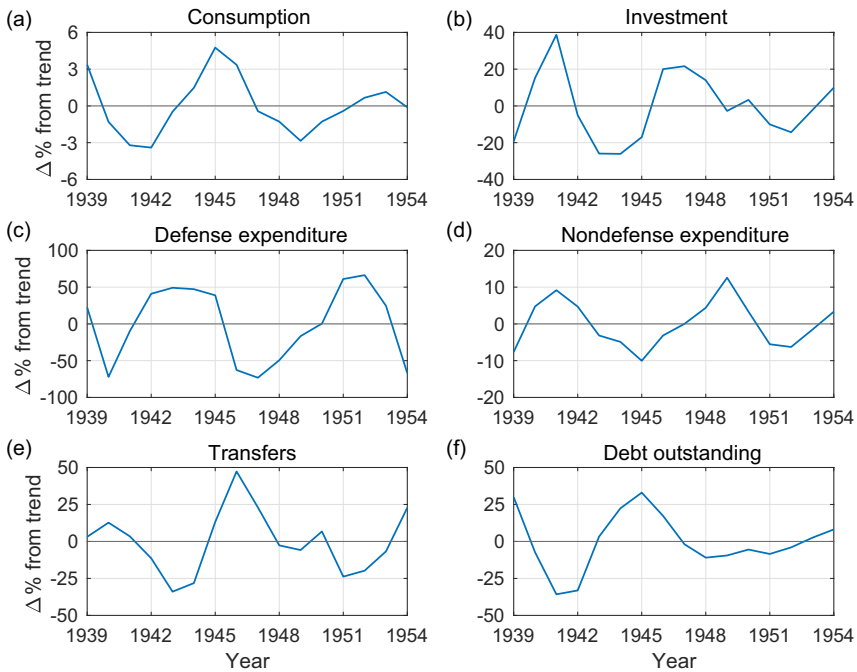 (a) Consumption
Δ % from trend
6
3
0
-3
-6
1939 1942 1945 1948 1951 1954
(b) Investment
40
20
0
-20
-40
1939 1942 1945 1948 1951 1954
(c) Defense expenditure
Δ % from trend
100
50
0
-50
-100
1939 1942 1945 1948 1951 1954
(d) Nondefense expenditure
20
10
0
-10
-20
1939 1942 1945 1948 1951 1954
(e) Transfers
Δ % from trend
50
25
0
-25
-50
1939 1942 1945 1948 1951 1954
Year
(f) Debt outstanding
50
25
0
-25
-50
1939 1942 1945 1948 1951 1954
Year